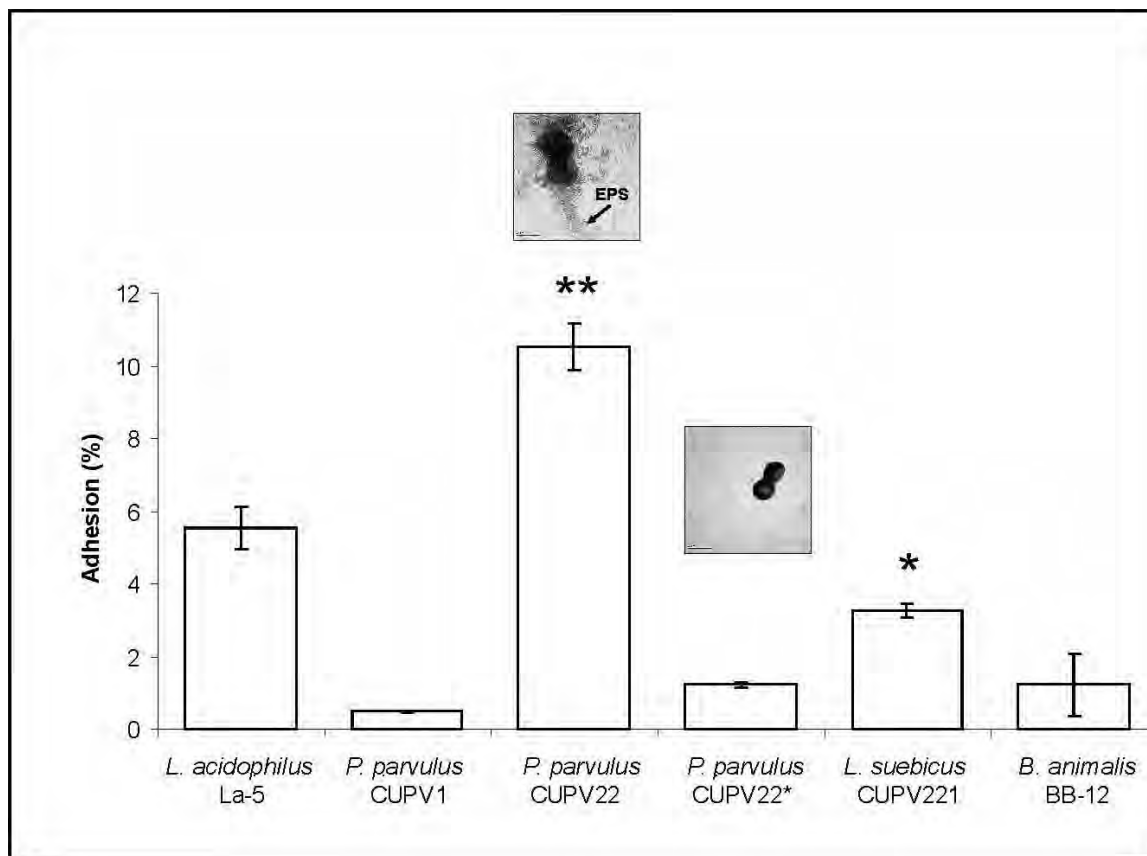 EPS
**
12
10
8
6
4
2
0
Adhesion (%)
*
L. acidophilus P. parvulus P. parvulus P. parvulus L. suebicus B. animalis
La-5 CUPV1 CUPV22 CUPV22* CUPV221 BB-12